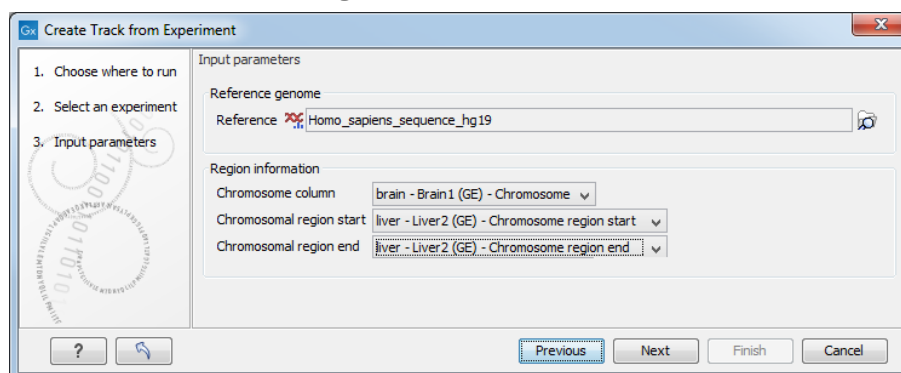 Gx Create Track from Experiment
1. Choose where to run
2. Select an experiment
3. Input parameters
Input parameters
Reference genome
Reference Homo_sapiens_sequence_hg19
Region information
Chromosome column brain - Brain1 (GE) - Chromosome
Chromosomal region start liver - Liver2 (GE) - Chromosome region start
Chromosomal region end liver - Liver2 (GE) - Chromosome region end
? Previous Next Finish Cancel